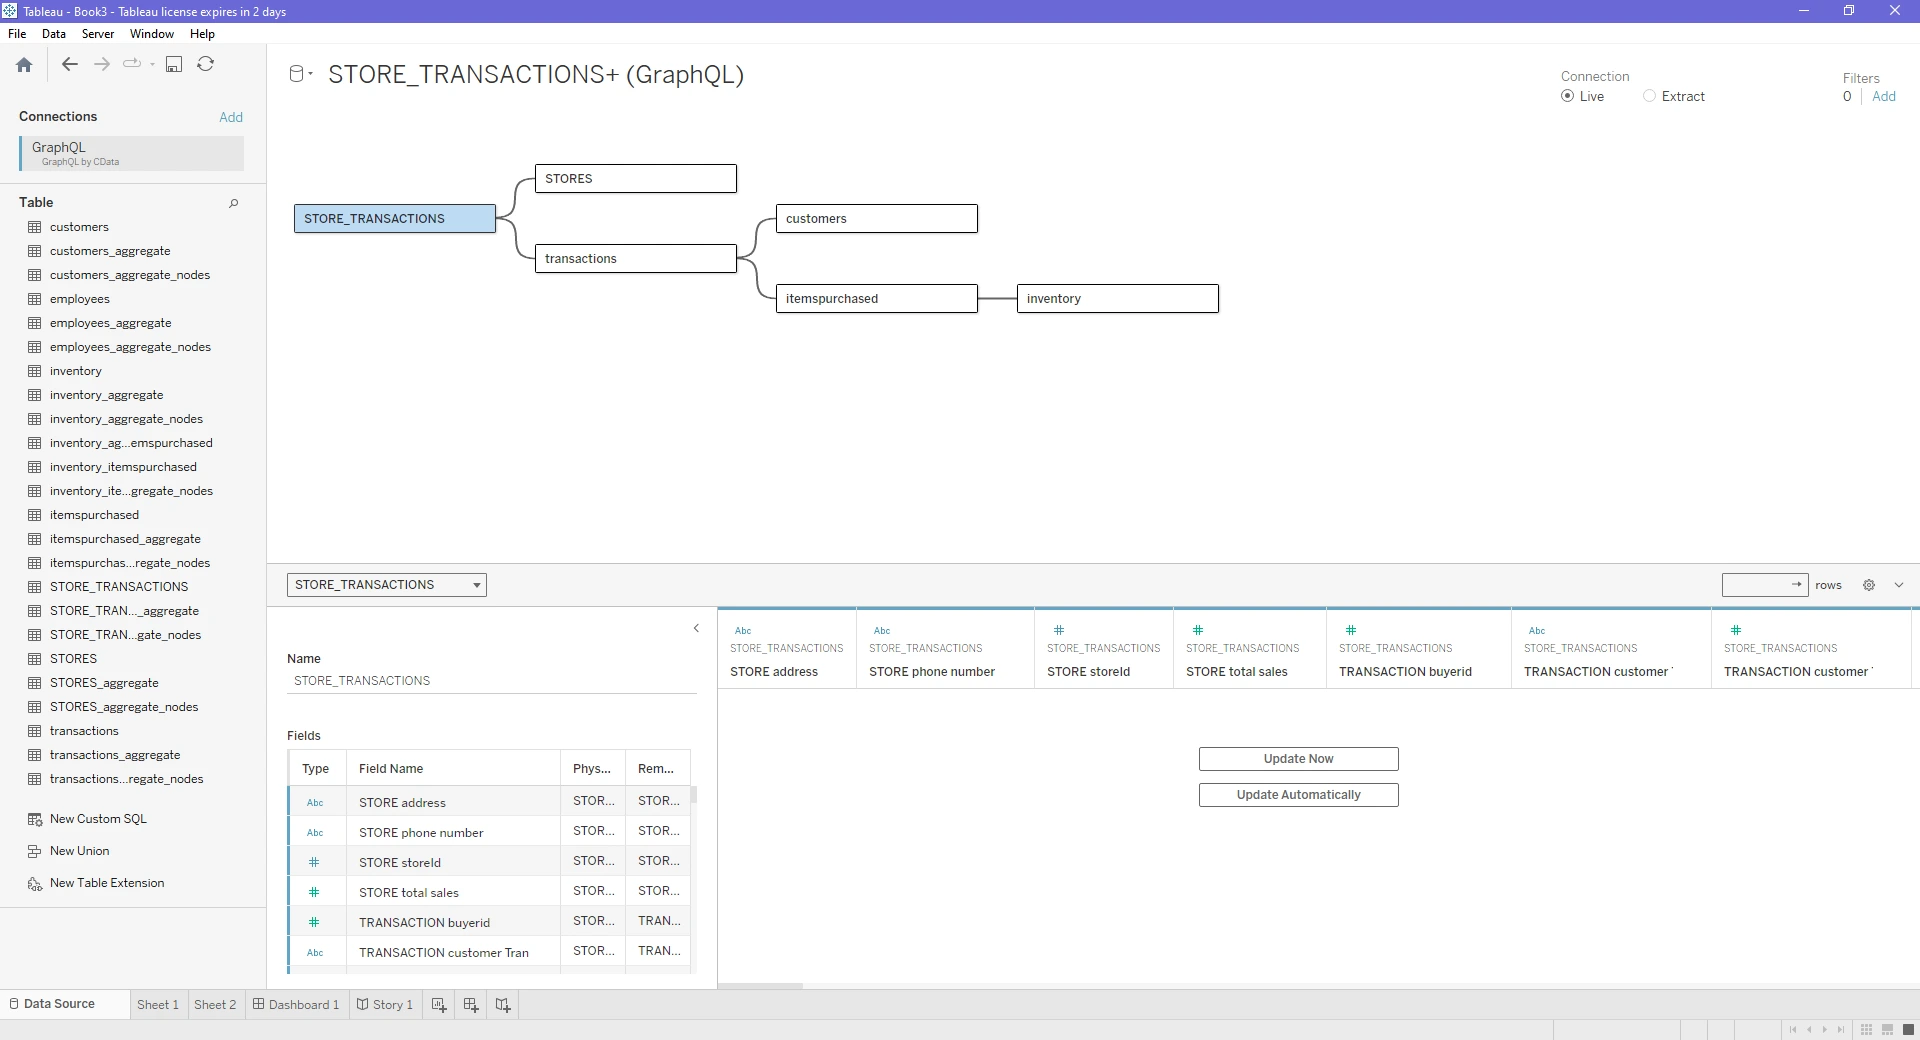 Tableau - Book3 - Tableau license expires in 2 days
File Data Server Window Help
STORE_TRANSACTIONS+ (GraphQL)
Connection
Live Extract
Filters
0 Add
Connections Add
GraphQL
GraphQL by CData
Table
customers
customers_aggregate
customers_aggregate_nodes
employees
employees_aggregate
employees_aggregate_nodes
inventory
inventory_aggregate
inventory_aggregate_nodes
inventory_ag...emspurchased
inventory_itemspurchased
inventory_ite...gregate_nodes
itemspurchased
itemspurchased_aggregate
itemspurchas...regate_nodes
STORE_TRANSACTIONS
STORE_TRAN..._aggregate
STORE_TRAN...gate_nodes
STORES
STORES_aggregate
STORES_aggregate_nodes
transactions
transactions_aggregate
transactions...regate_nodes
New Custom SQL
New Union
New Table Extension
STORES
STORE_TRANSACTIONS
customers
transactions
itemspurchased
inventory
STORE_TRANSACTIONS
rows
Name
STORE_TRANSACTIONS
Fields
Type Field Name Phys... Rem...
Abc STORE address STOR... STOR...
Abc STORE phone number STOR... STOR...
# STORE storeId STOR... STOR...
# STORE total sales STOR... STOR...
# TRANSACTION buyerid STOR... TRAN...
Abc TRANSACTION customer Tran STOR... TRAN...
Abc Abc # # # Abc #
STORE_TRANSACTIONS STORE_TRANSACTIONS STORE_TRANSACTIONS STORE_TRANSACTIONS STORE_TRANSACTIONS STORE_TRANSACTIONS STORE_TRANSACTIONS
STORE address STORE phone number STORE storeId STORE total sales TRANSACTION buyerid TRANSACTION customer TRANSACTION customer
Update Now
Update Automatically
Data Source Sheet 1 Sheet 2 Dashboard 1 Story 1